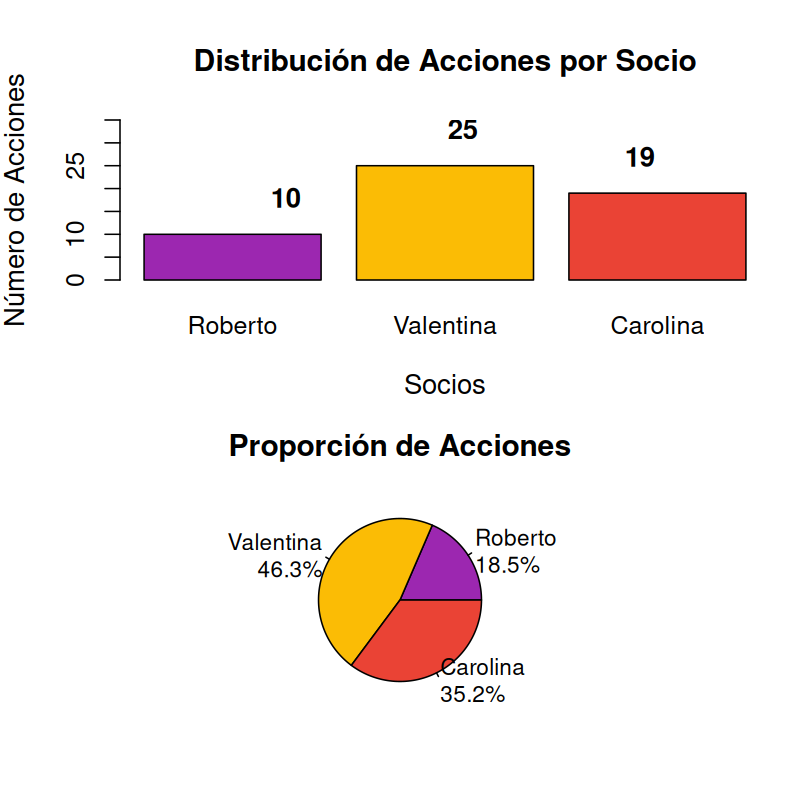 Distribución de Acciones por Socio
Número de Acciones
25
10
0
10
25
19
Roberto
Valentina
Carolina
Socios
Proporción de Acciones
Valentina
46.3%
Roberto
18.5%
Carolina
35.2%